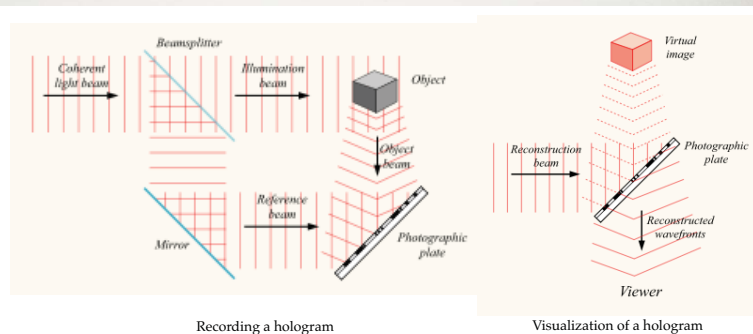 Beamsplitter
Coherent
light beam
Illumination
beam
Object
Object
beam
Reference
beam
Mirror
Photographic
plate
Recording a hologram
Virtual
image
Photographic
plate
Reconstruction
beam
Reconstructed
wavefronts
Viewer
Visualization of a hologram